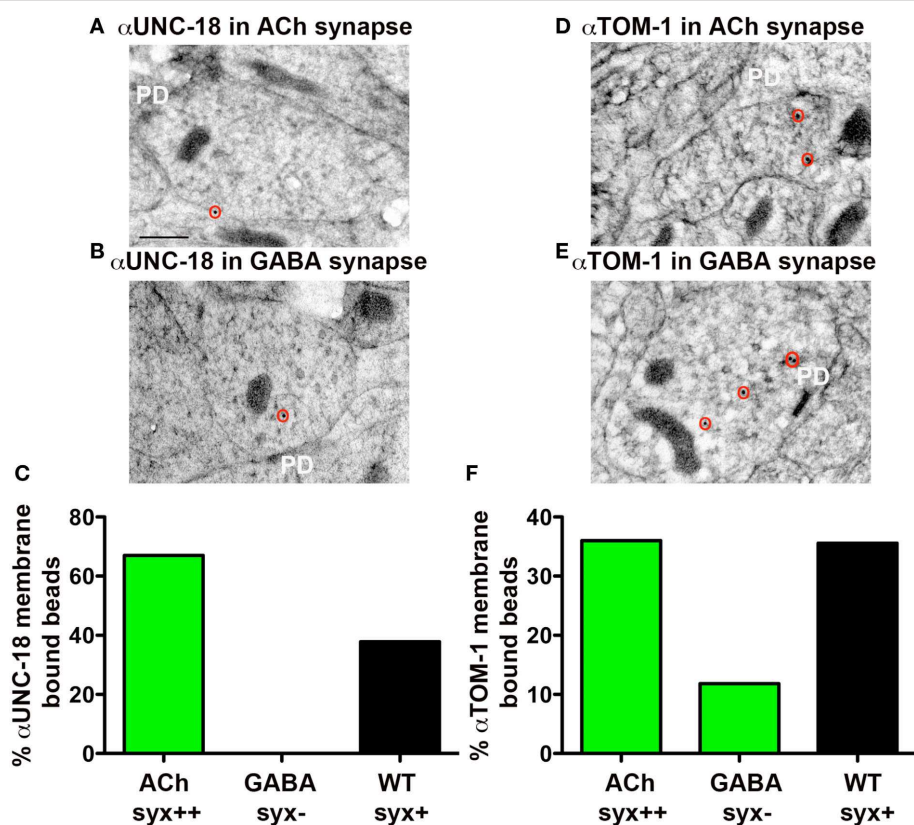 A αUNC-18 in ACh synapse
PD
B αUNC-18 in GABA synapse
PD
C
% αUNC-18 membrane
bound beads
80
60
40
20
0
ACh
syx++
GABA
syx-
WT
syx+
D αTOM-1 in ACh synapse
PD
E αTOM-1 in GABA synapse
PD
F
% αTOM-1 membrane
bound beads
40
30
20
10
0
ACh
syx++
GABA
syx-
WT
syx+